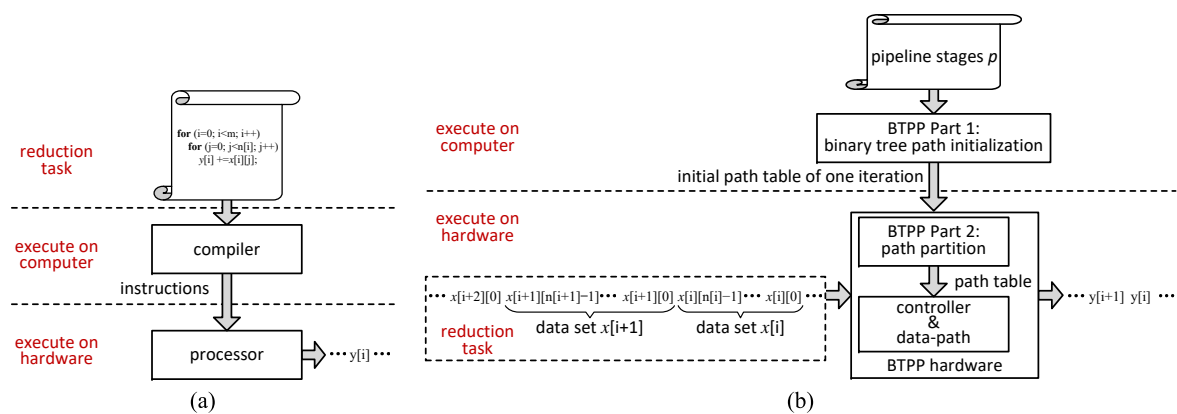 reduction
task
for (i=0; i<m; i++)
for (j=0; j<n[i]; j++)
y[i] +=x[i][j];
execute on
computer
compiler
instructions
execute on
hardware
processor
··· y[i] ···
(a)
pipeline stages p
execute on
computer
BTPP Part 1:
binary tree path initialization
initial path table of one iteration
execute on
hardware
BTPP Part 2:
path partition
path table
··· x[i+2][0] x[i+1][n[i+1]−1]··· x[i+1][0] x[i][n[i]−1]··· x[i][0] ···
data set x[i+1] data set x[i]
reduction
task
controller
&
data-path
BTPP hardware
··· y[i+1] y[i] ···
(b)